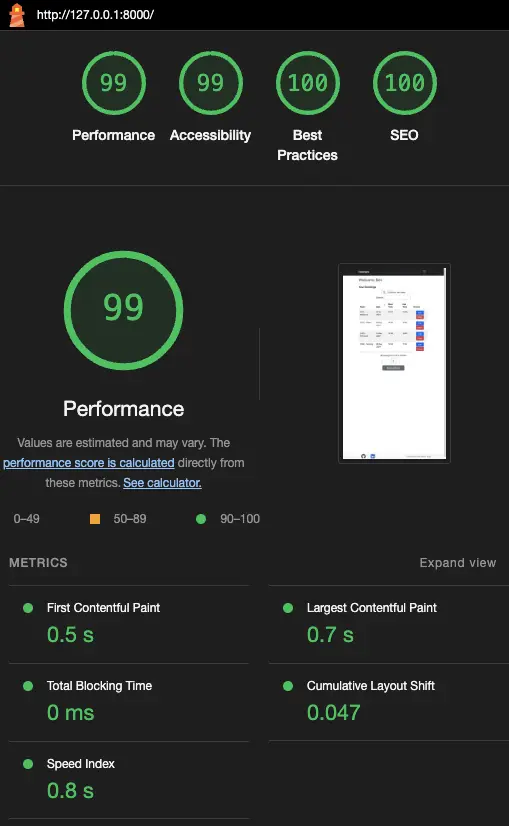 http://127.0.0.1:8000/
99
99
100
100
Performance
Accessibility
Best
Practices
SEO
99
Performance
Values are estimated and may vary. The
performance score is calculated directly from
these metrics. See calculator.
0–49
50–89
90–100
METRICS
Expand view
First Contentful Paint
0.5 s
Largest Contentful Paint
0.7 s
Total Blocking Time
0 ms
Cumulative Layout Shift
0.047
Speed Index
0.8 s